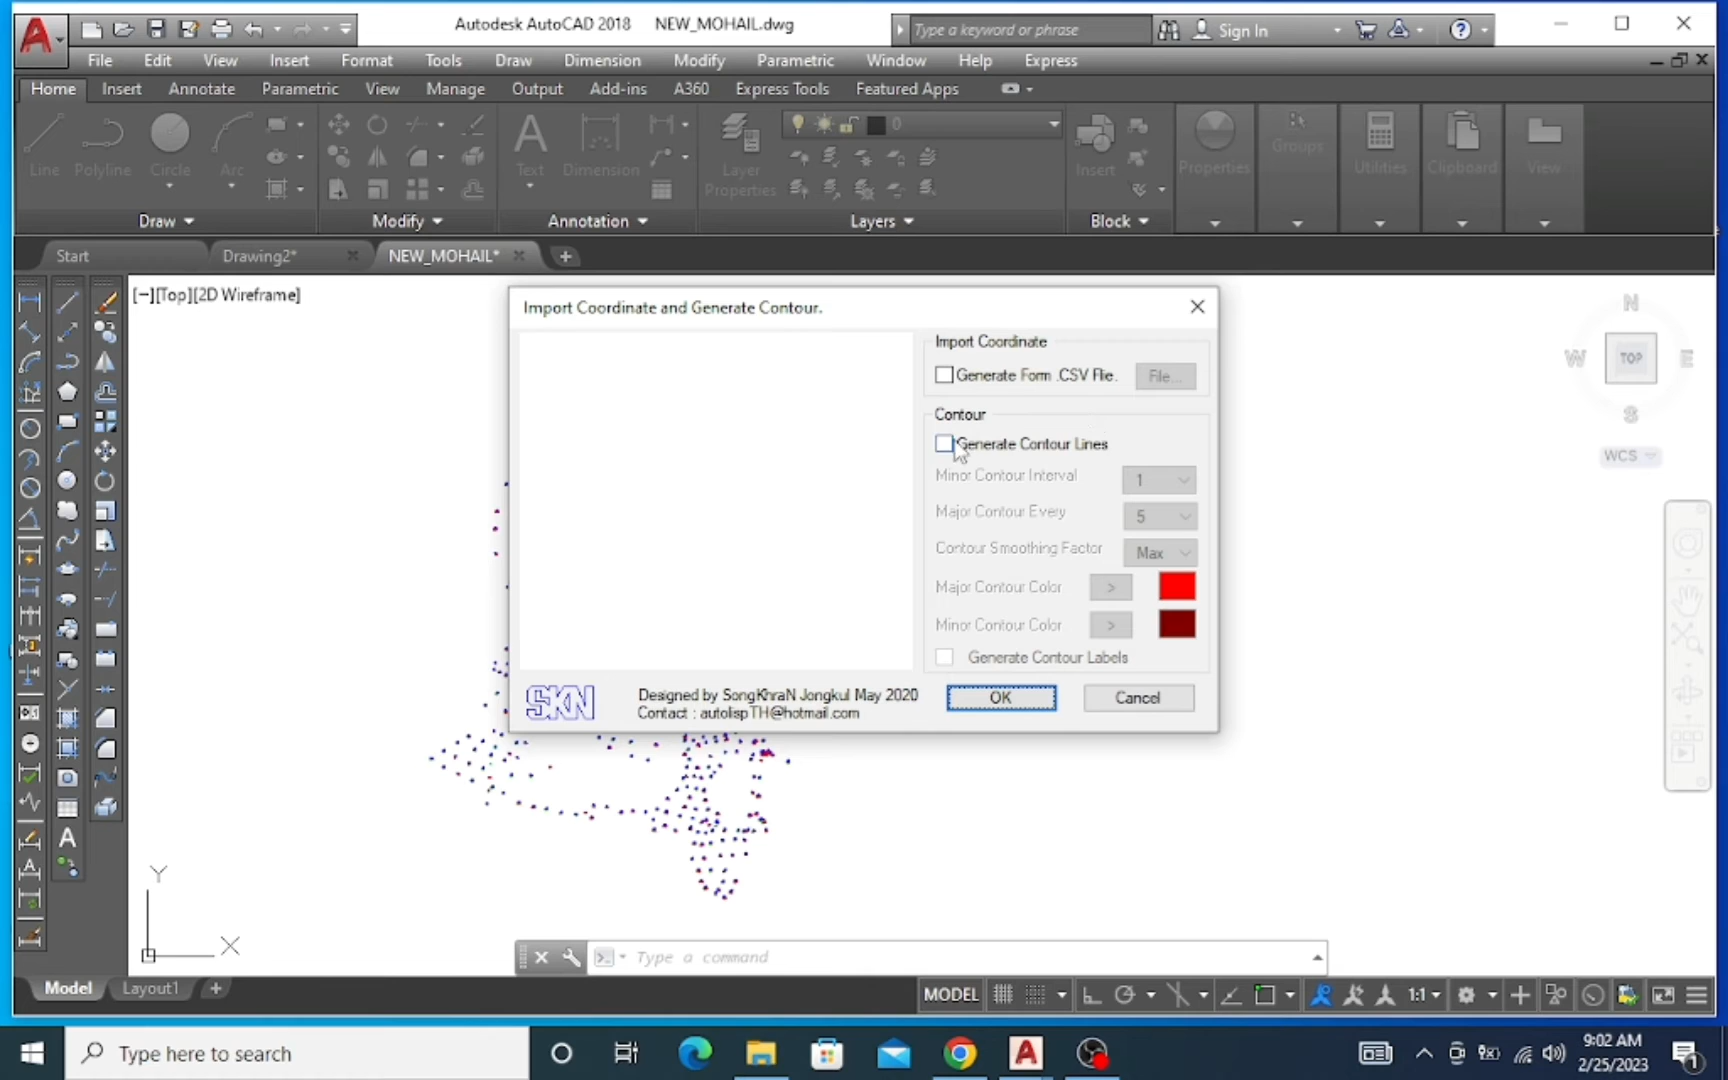 Autodesk AutoCAD 2018 NEW_MOHAIL.dwg
Type a keyword or phrase
Sign In
File Edit View Insert Format Tools Draw Dimension Modify Parametric Window Help Express
Home Insert Annotate Parametric View Manage Output Add-ins A360 Express Tools Featured Apps
0
Line Polyline Circle Arc Text Dimension Layer Properties Insert Properties Groups Utilities Clipboard View
Draw Modify Annotation Layers Block
Start Drawing2* NEW_MOHAIL*
[−][Top][2D Wireframe]
Import Coordinate and Generate Contour.
Import Coordinate
Generate Form .CSV Flie.
File...
Contour
Generate Contour Lines
Minor Contour Interval 1
Major Contour Every 5
Contour Smoothing Factor Max
Major Contour Color >
Minor Contour Color >
Generate Contour Labels
SKN
Designed by SongKhraN Jongkul May 2020
Contact : autolispTH@hotmail.com
OK Cancel
N
W TOP E
S
WCS
Y
X
Type a command
Model Layout1
MODEL
1:1
Type here to search
9:02 AM
2/25/2023
1